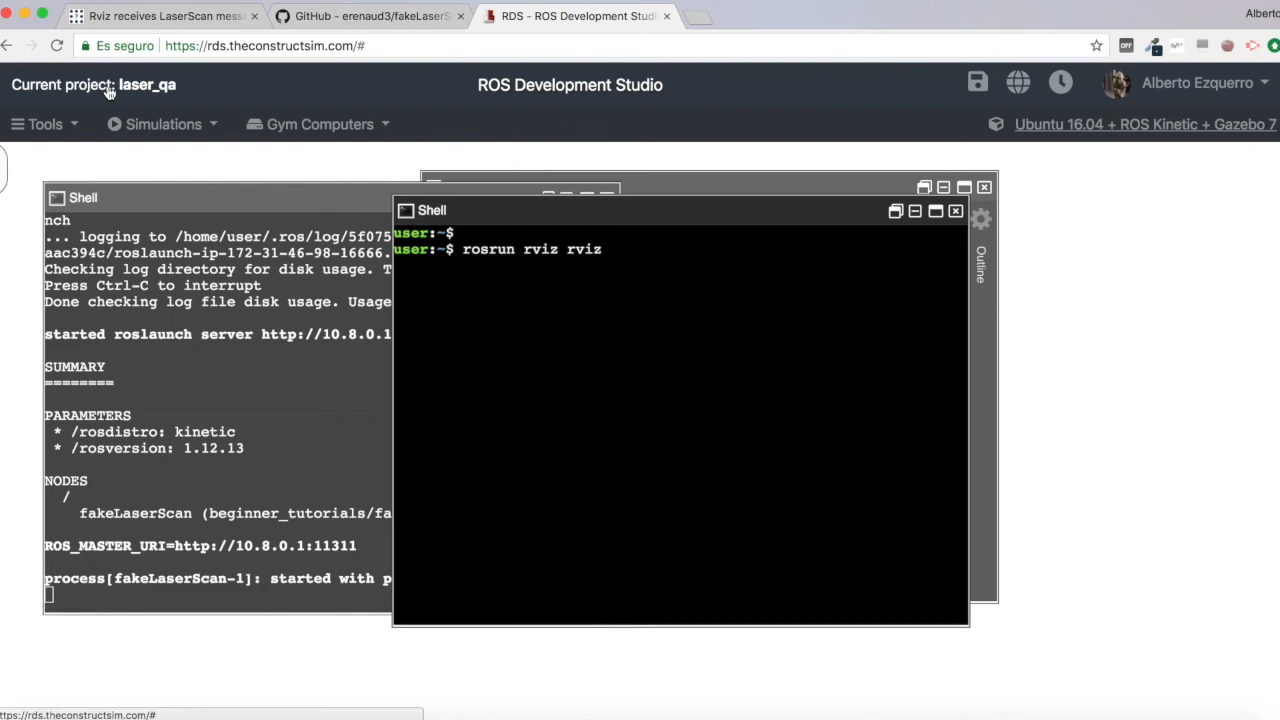 Rviz receives LaserScan mess
GitHub - erenaud3/fakeLaserS
RDS - ROS Development Studi
Alberto
Es seguro
https://rds.theconstructsim.com/#
OFF
Current project: laser_qa
ROS Development Studio
Alberto Ezquerro
Tools
Simulations
Gym Computers
Ubuntu 16.04 + ROS Kinetic + Gazebo 7
Shell
nch
... logging to /home/user/.ros/log/5f075
aac394c/roslaunch-ip-172-31-46-98-16666.
Checking log directory for disk usage. T
Press Ctrl-C to interrupt
Done checking log file disk usage. Usage
started roslaunch server http://10.8.0.1
SUMMARY
========
PARAMETERS
* /rosdistro: kinetic
* /rosversion: 1.12.13
NODES
/
fakeLaserScan (beginner_tutorials/fa
ROS_MASTER_URI=http://10.8.0.1:11311
process[fakeLaserScan-1]: started with p
Shell
user:~$
user:~$ rosrun rviz rviz
Outline
https://rds.theconstructsim.com/#